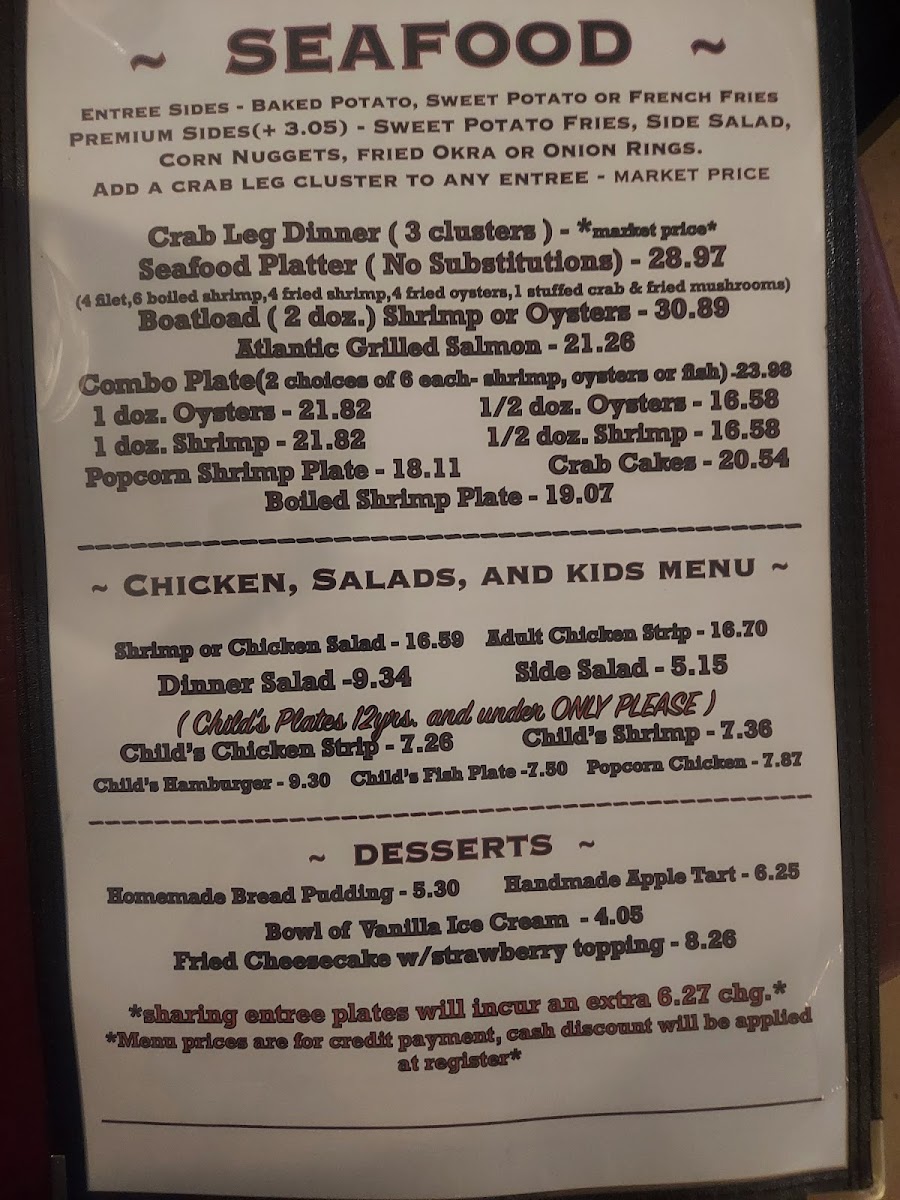 ~ SEAFOOD ~
ENTREE SIDES - BAKED POTATO, SWEET POTATO OR FRENCH FRIES
PREMIUM SIDES(+ 3.05) - SWEET POTATO FRIES, SIDE SALAD,
CORN NUGGETS, FRIED OKRA OR ONION RINGS.
ADD A CRAB LEG CLUSTER TO ANY ENTREE - MARKET PRICE
Crab Leg Dinner ( 3 clusters ) - *market price*
Seafood Platter ( No Substitutions) - 28.97
(4 filet,6 boiled shrimp,4 fried shrimp,4 fried oysters,1 stuffed crab & fried mushrooms)
Boatload ( 2 doz.) Shrimp or Oysters - 30.89
Atlantic Grilled Salmon - 21.26
Combo Plate(2 choices of 6 each- shrimp, oysters or fish) -23.98
1 doz. Oysters - 21.82 1/2 doz. Oysters - 16.58
1 doz. Shrimp - 21.82 1/2 doz. Shrimp - 16.58
Popcorn Shrimp Plate - 18.11 Crab Cakes - 20.54
Boiled Shrimp Plate - 19.07
~ CHICKEN, SALADS, AND KIDS MENU ~
Shrimp or Chicken Salad - 16.59 Adult Chicken Strip - 16.70
Dinner Salad -9.34 Side Salad - 5.15
( Child's Plates 12yrs. and under ONLY PLEASE )
Child's Chicken Strip - 7.26 Child's Shrimp - 7.36
Child's Hamburger - 9.30 Child's Fish Plate -7.50 Popcorn Chicken - 7.87
~ DESSERTS ~
Homemade Bread Pudding - 5.30 Handmade Apple Tart - 6.25
Bowl of Vanilla Ice Cream - 4.05
Fried Cheesecake w/strawberry topping - 8.26
*sharing entree plates will incur an extra 6.27 chg.*
*Menu prices are for credit payment, cash discount will be applied
at register*